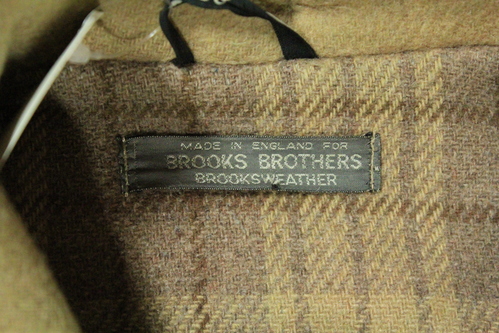 MADE IN ENGLAND FOR
BROOKS BROTHERS
BROOKSWEATHER